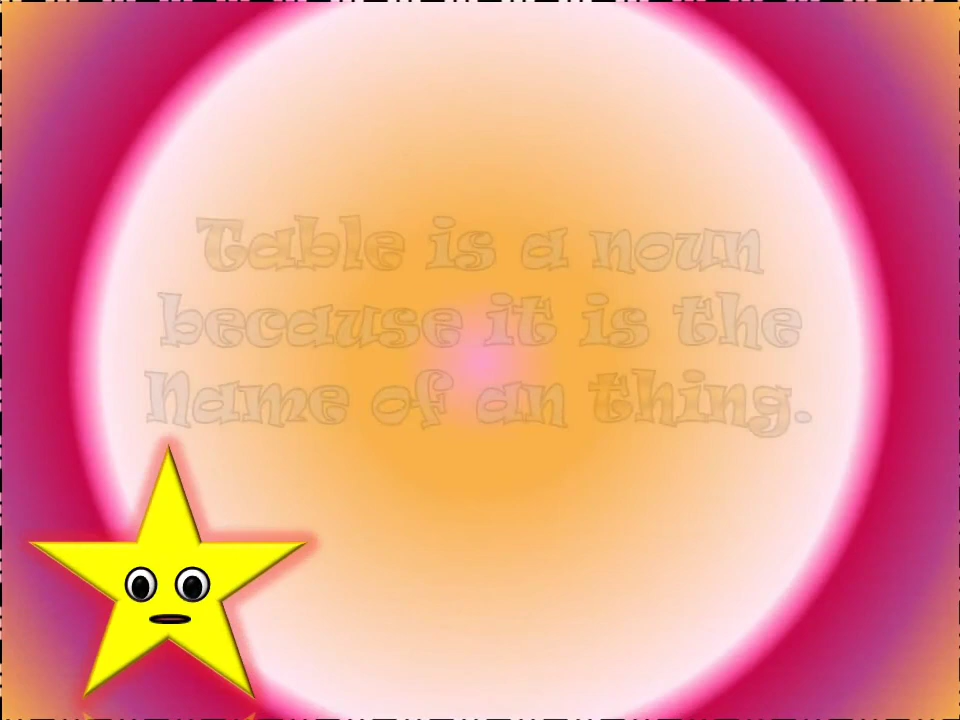 Table is a noun
because it is the
Name of an thing.